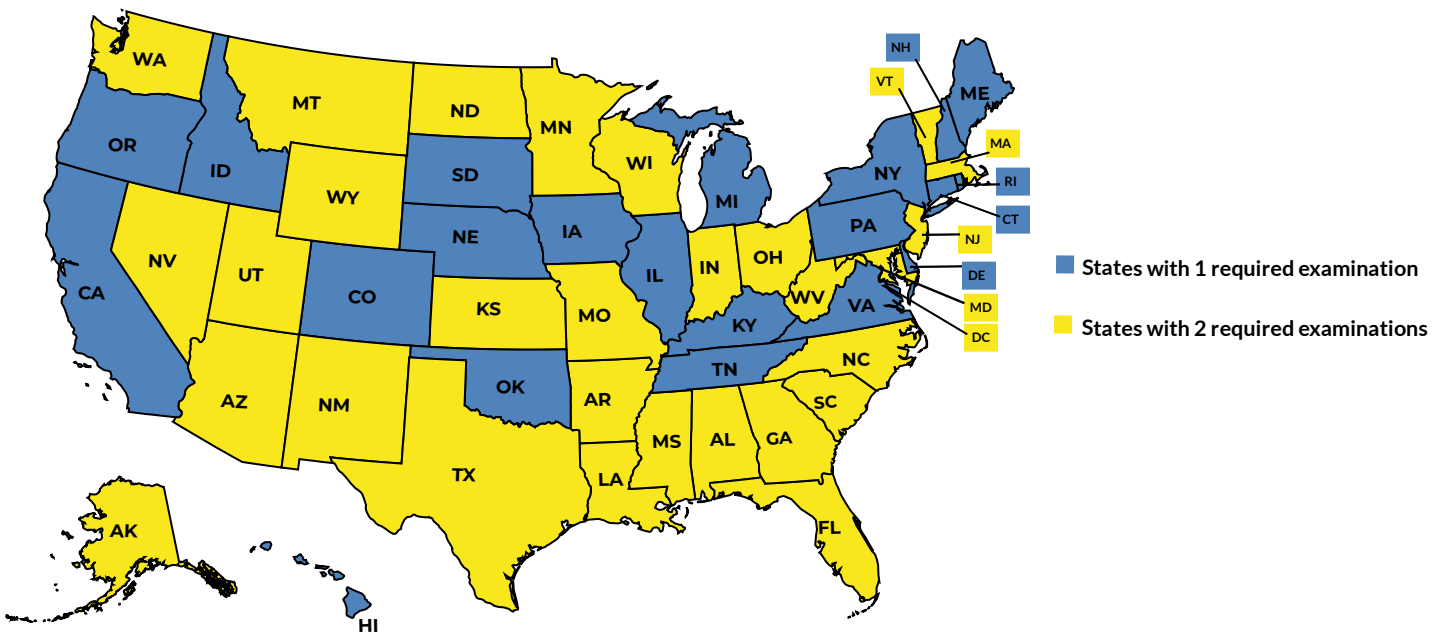 WA
MT
ND
MN
OR
ID
SD
WI
WY
NE
IA
MI
NY
ME
NH
VT
MA
RI
CT
PA
NJ
DE
MD
DC
NV
UT
CA
CO
KS
MO
IL
IN
OH
WV
VA
KY
TN
NC
AZ
NM
OK
AR
SC
MS
AL
GA
TX
LA
FL
AK
HI
States with 1 required examination
States with 2 required examinations